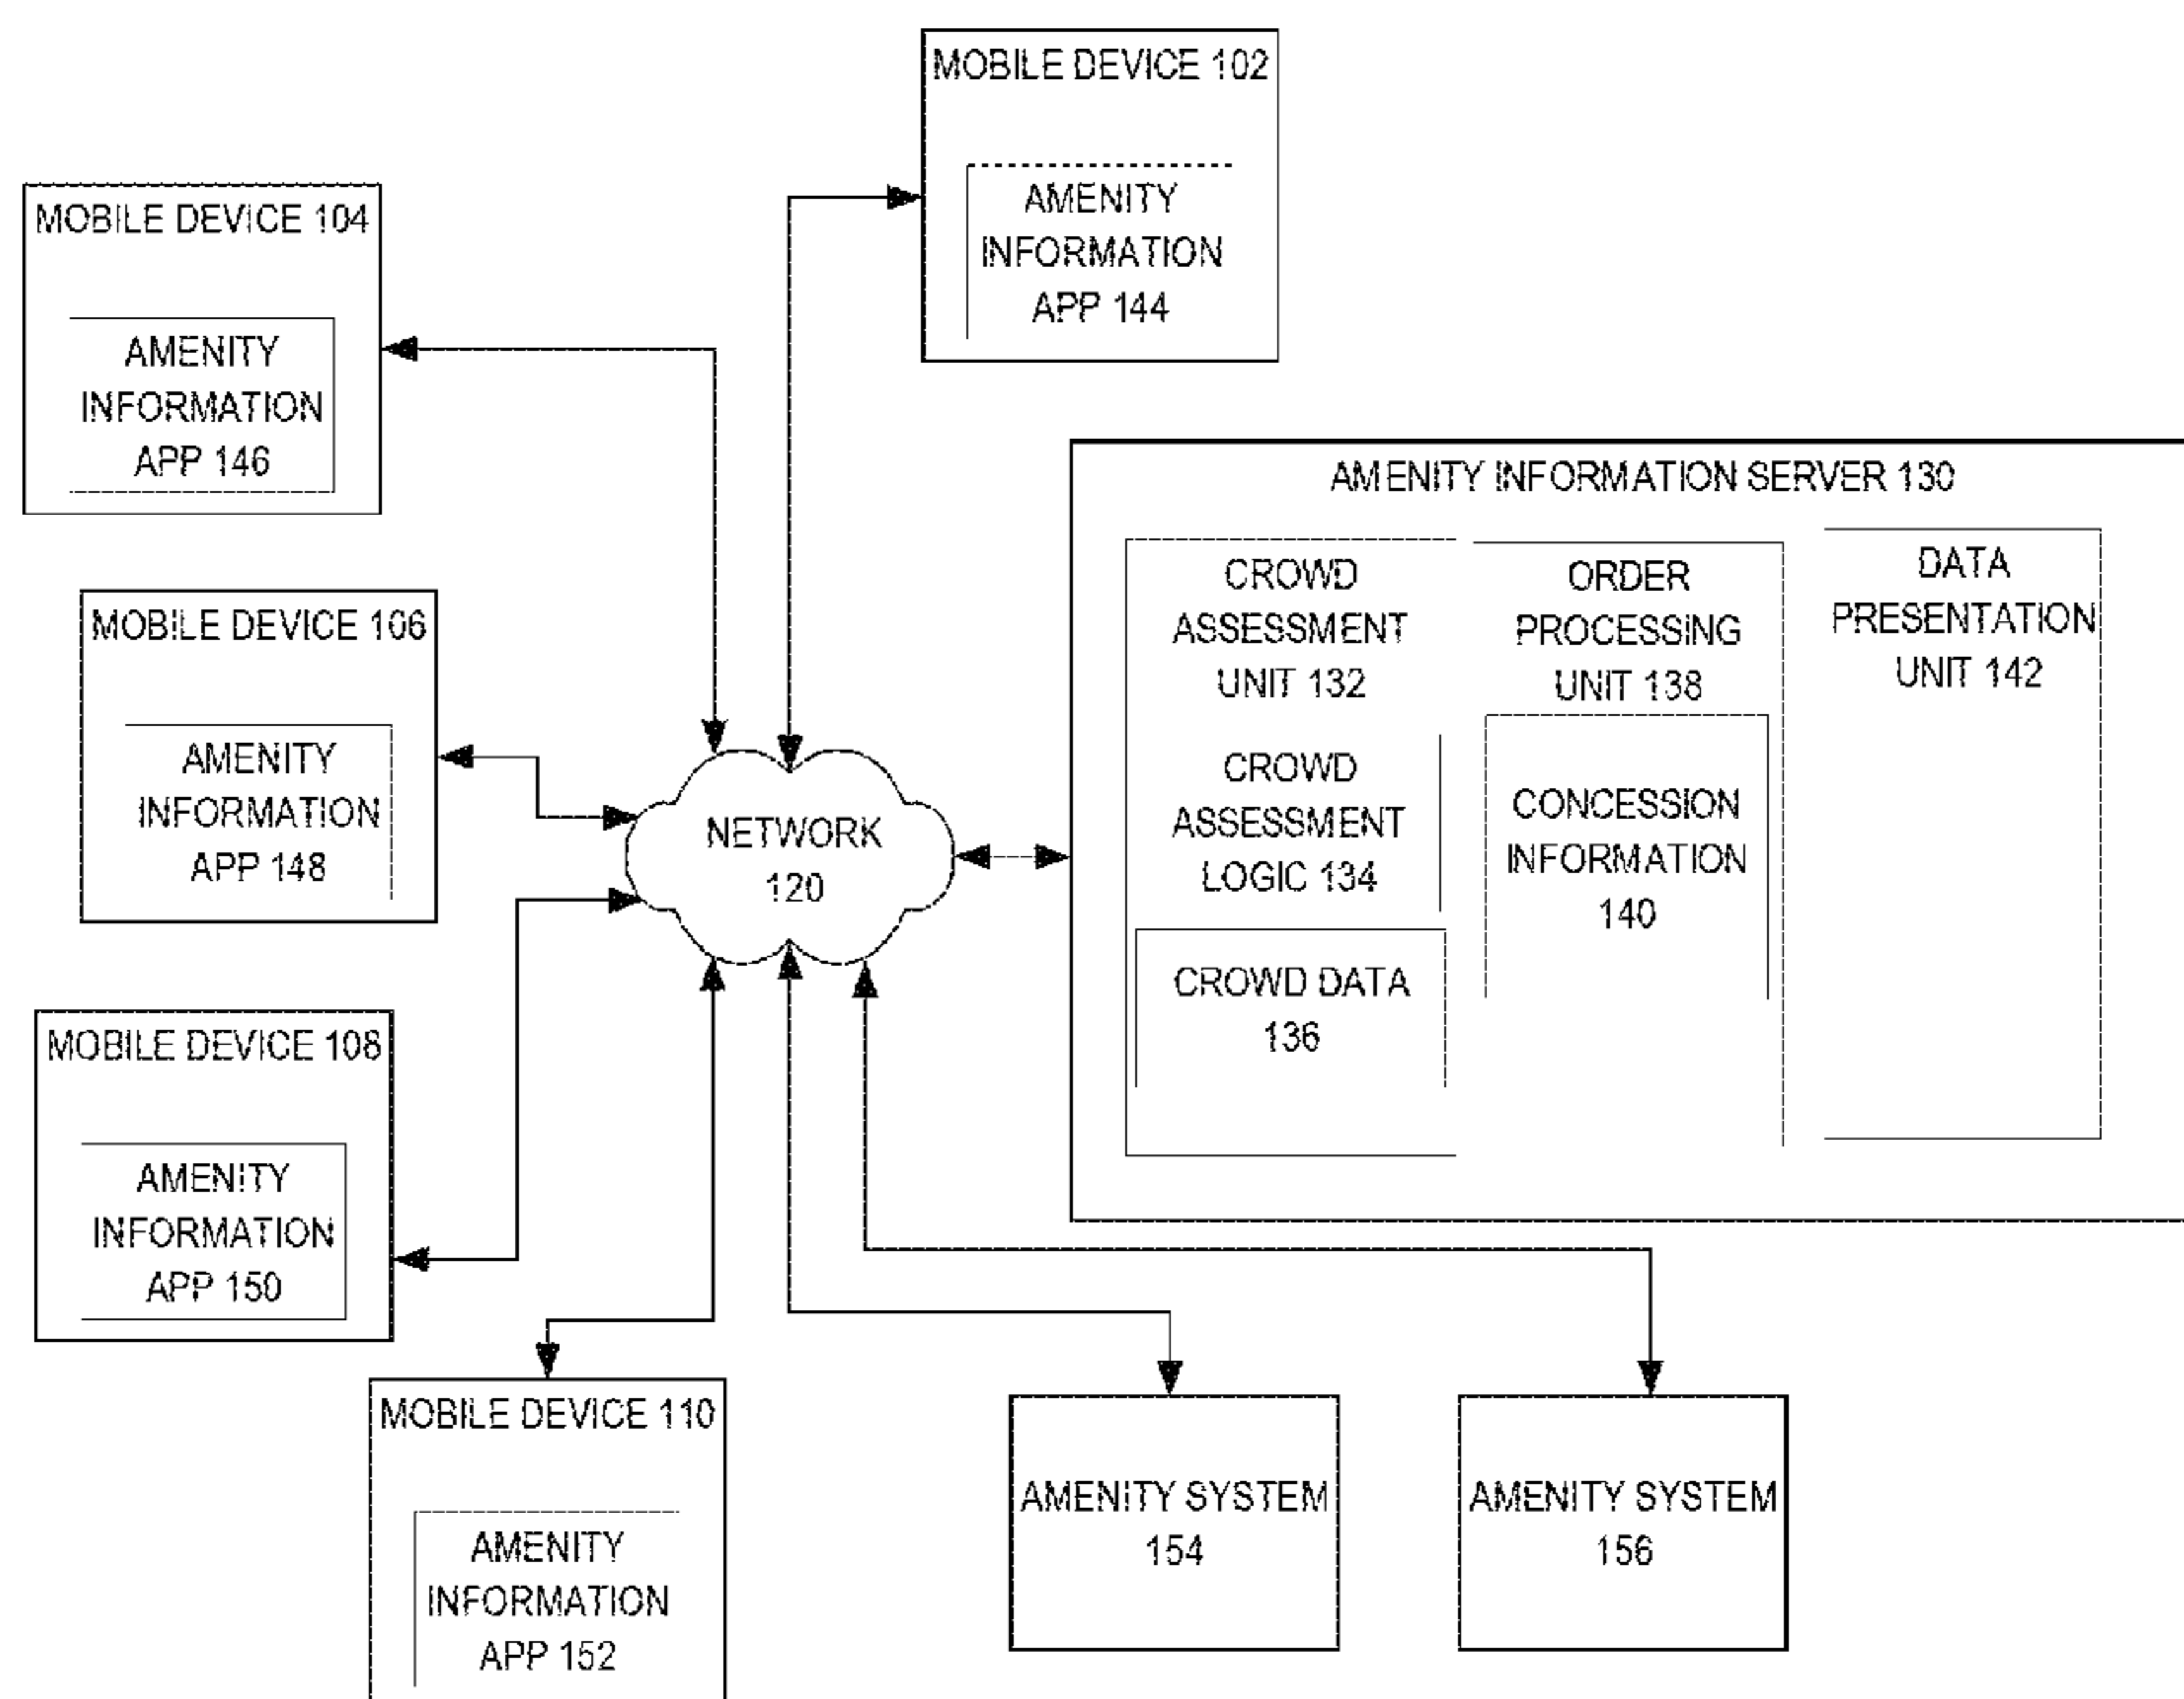 MOBILE DEVICE 102
AMENITY
INFORMATION
APP 144
MOBILE DEVICE 104
AMENITY
INFORMATION
APP 146
MOBILE DEVICE 106
AMENITY
INFORMATION
APP 148
MOBILE DEVICE 108
AMENITY
INFORMATION
APP 150
MOBILE DEVICE 110
AMENITY
INFORMATION
APP 152
NETWORK
120
AMENITY INFORMATION SERVER 130
CROWD
ASSESSMENT
UNIT 132
CROWD
ASSESSMENT
LOGIC 134
CROWD DATA
136
ORDER
PROCESSING
UNIT 138
CONCESSION
INFORMATION
140
DATA
PRESENTATION
UNIT 142
AMENITY SYSTEM
154
AMENITY SYSTEM
156